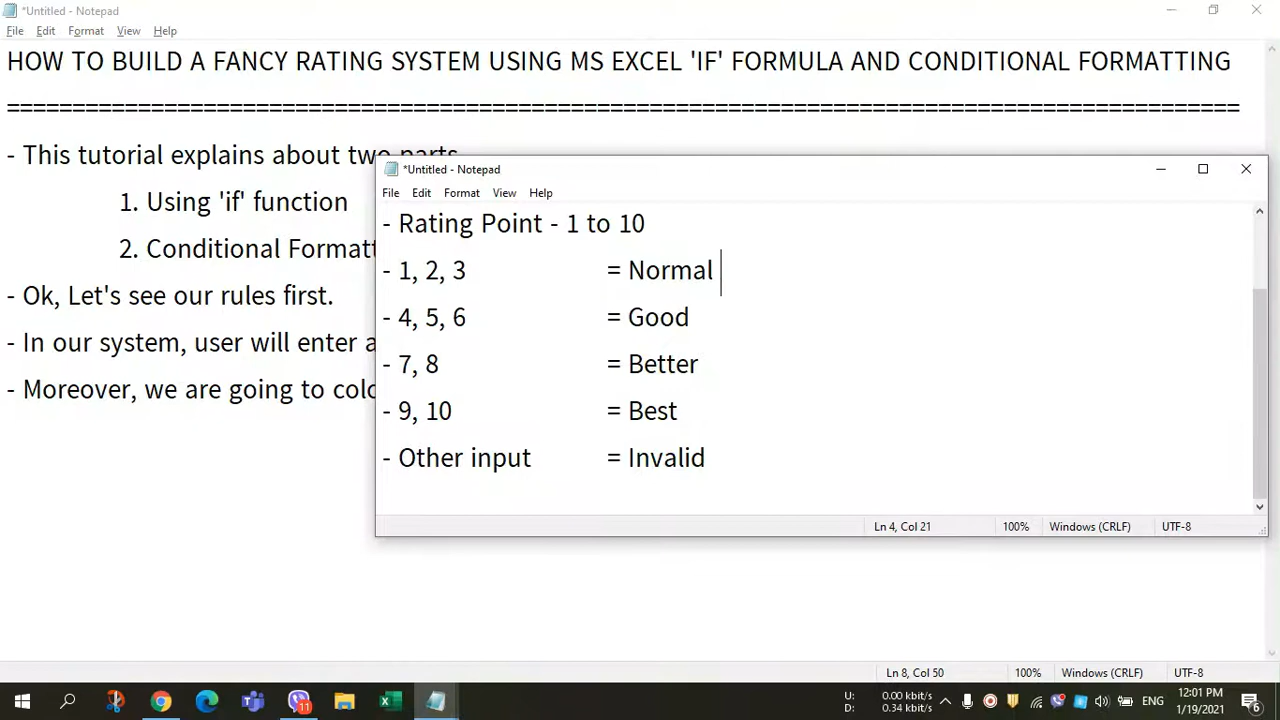 *Untitled - Notepad
File Edit Format View Help
HOW TO BUILD A FANCY RATING SYSTEM USING MS EXCEL 'IF' FORMULA AND CONDITIONAL FORMATTING
==========================================================================================
- This tutorial explains about two parts
1. Using 'if' function
2. Conditional Formatt
- Ok, Let's see our rules first.
- In our system, user will enter a
- Moreover, we are going to colo
*Untitled - Notepad
File Edit Format View Help
- Rating Point - 1 to 10
- 1, 2, 3 = Normal
- 4, 5, 6 = Good
- 7, 8 = Better
- 9, 10 = Best
- Other input = Invalid
Ln 4, Col 21 100% Windows (CRLF) UTF-8
Ln 8, Col 50 100% Windows (CRLF) UTF-8
11
U: 0.00 kbit/s
D: 0.34 kbit/s
ENG
12:01 PM
1/19/2021
6